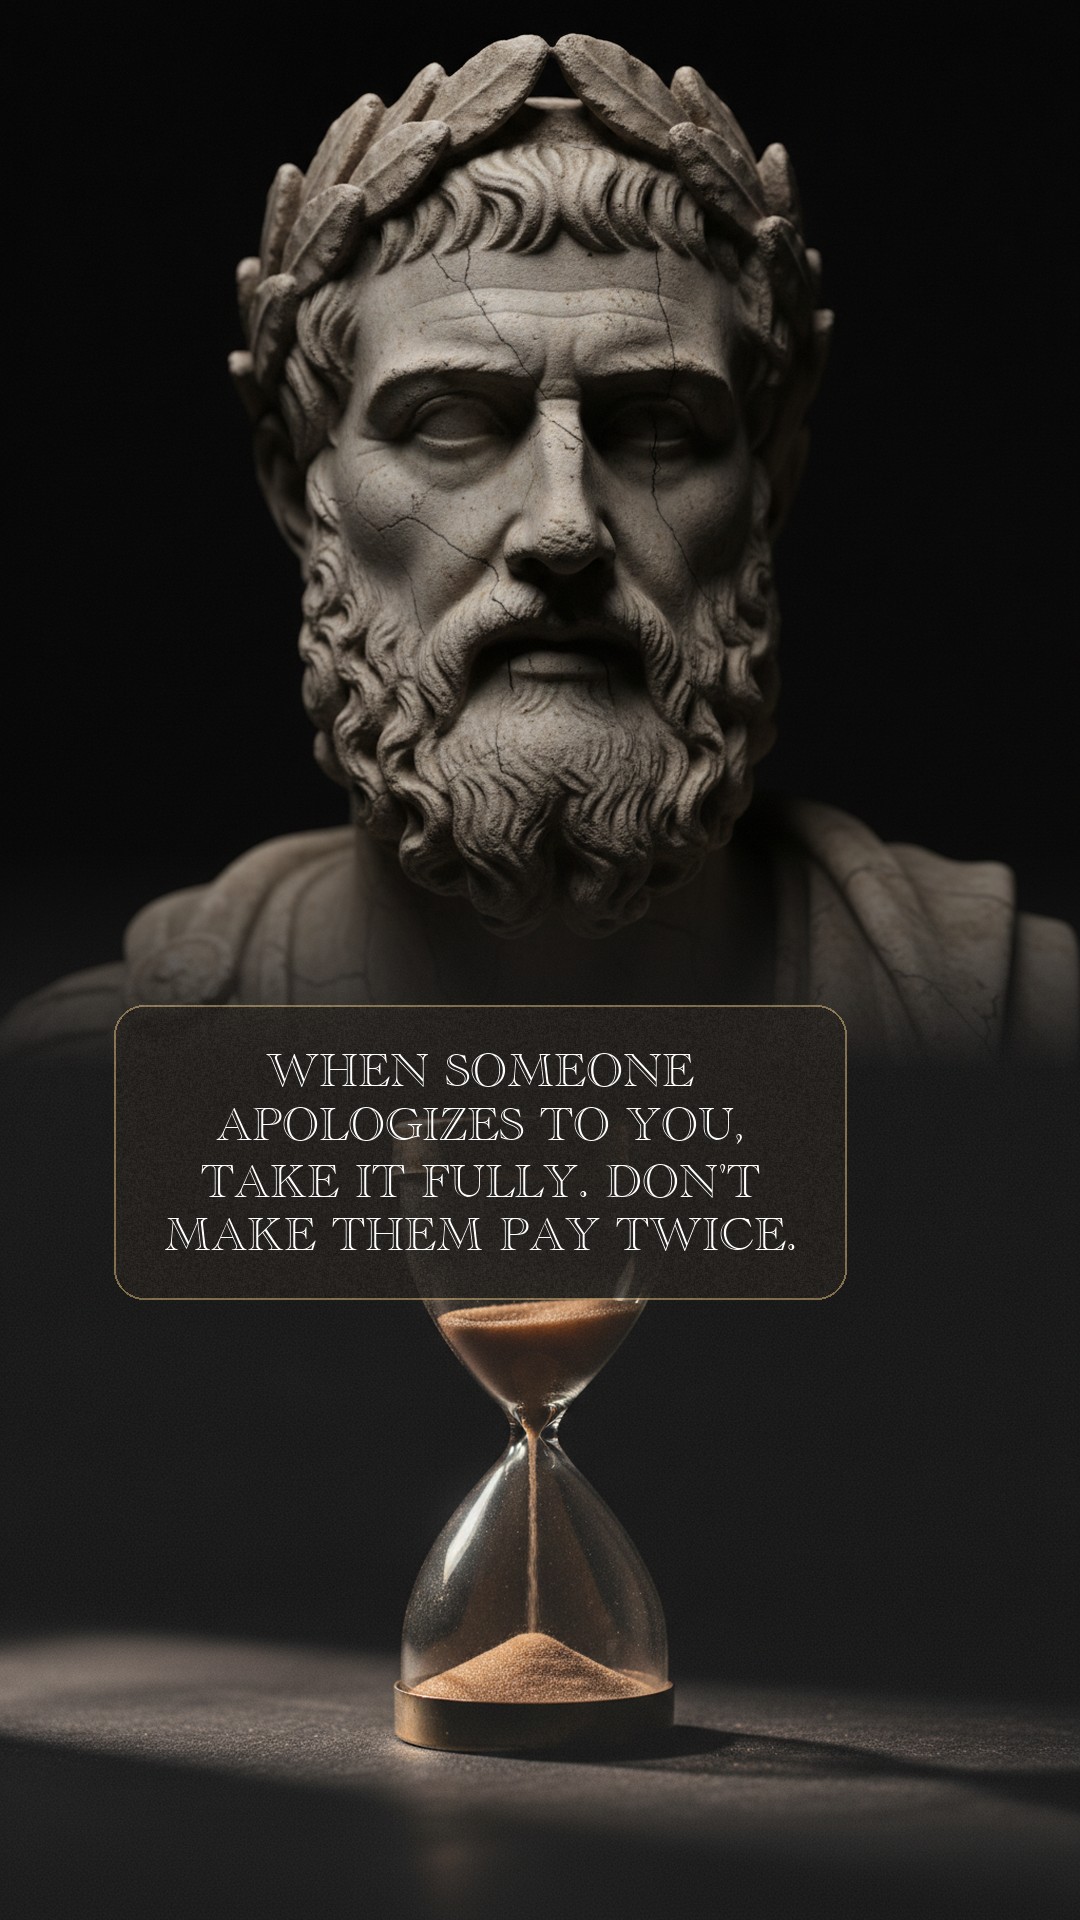 WHEN SOMEONE
APOLOGIZES TO YOU,
TAKE IT FULLY. DON'T
MAKE THEM PAY TWICE.